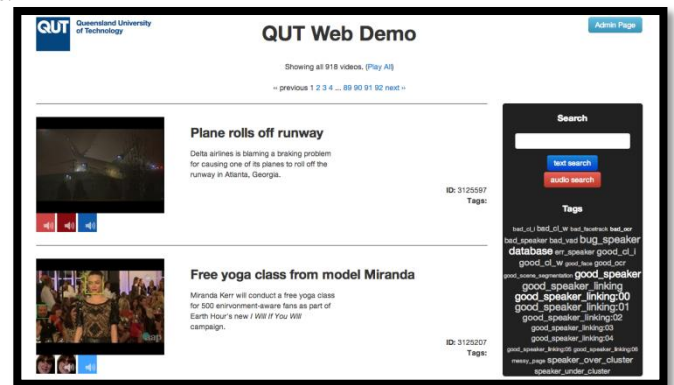 QUT
Queensland University
of Technology
QUT Web Demo
Admin Page
Showing all 918 videos. (Play All)
‹‹ previous 1 2 3 4 ... 89 90 91 92 next ››
Plane rolls off runway
Delta airlines is blaming a braking problem
for causing one of its planes to roll off the
runway in Atlanta, Georgia.
ID: 3125597
Tags:
Free yoga class from model Miranda
Miranda Kerr will conduct a free yoga class
for 500 enirvonment-aware fans as part of
Earth Hour's new I Will If You Will
campaign.
ID: 3125207
Tags:
Search
text search
audio search
Tags
bad_cl_i bad_cl_w bad_facetrack bad_ocr
bad_speaker bad_vad bug_speaker
database err_speaker good_cl_i
good_cl_w good_face good_ocr
good_scene_segmentation good_speaker
good_speaker_linking
good_speaker_linking:00
good_speaker_linking:01
good_speaker_linking:02
good_speaker_linking:03
good_speaker_linking:04
good_speaker_linking:05 good_speaker_linking:06
messy_page speaker_over_cluster
speaker_under_cluster